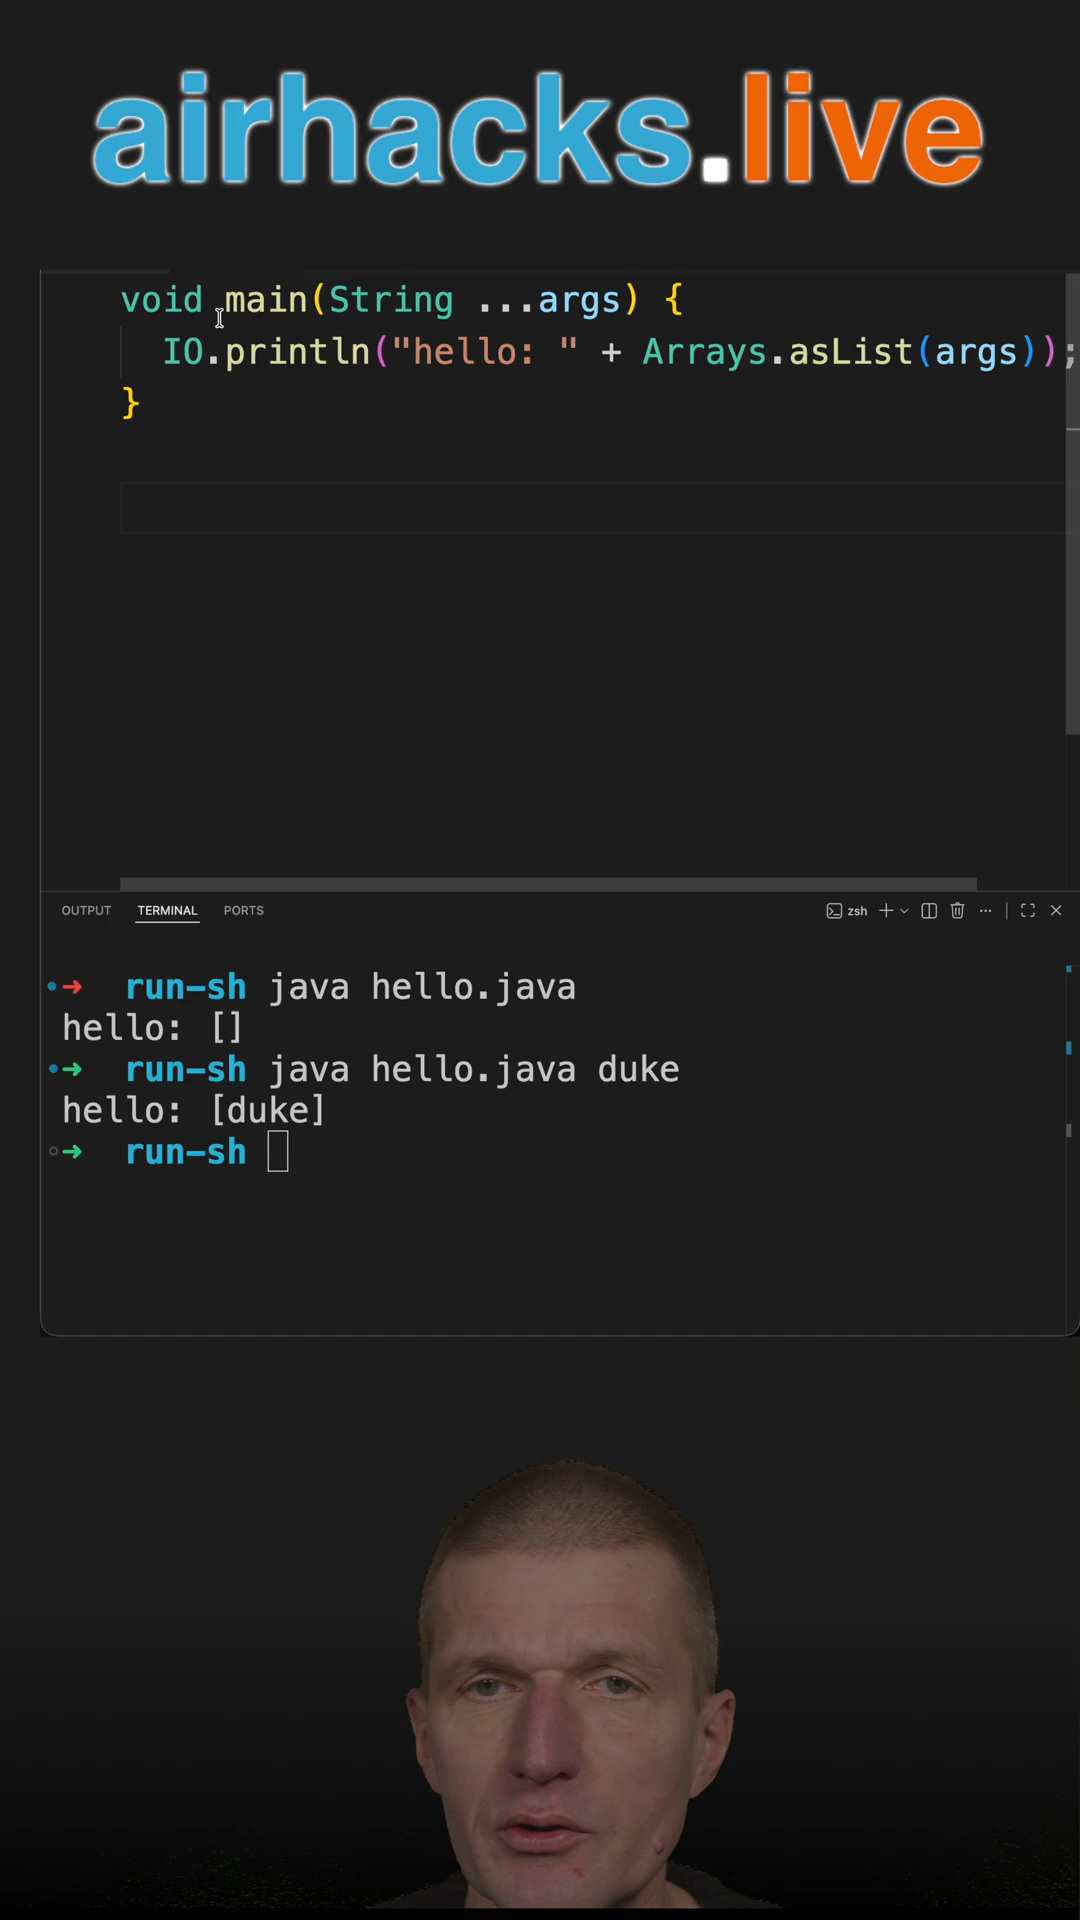 airhacks.live
void main(String ...args) {
IO.println("hello: " + Arrays.asList(args));
}
OUTPUT TERMINAL PORTS zsh
run-sh java hello.java
hello: []
run-sh java hello.java duke
hello: [duke]
run-sh